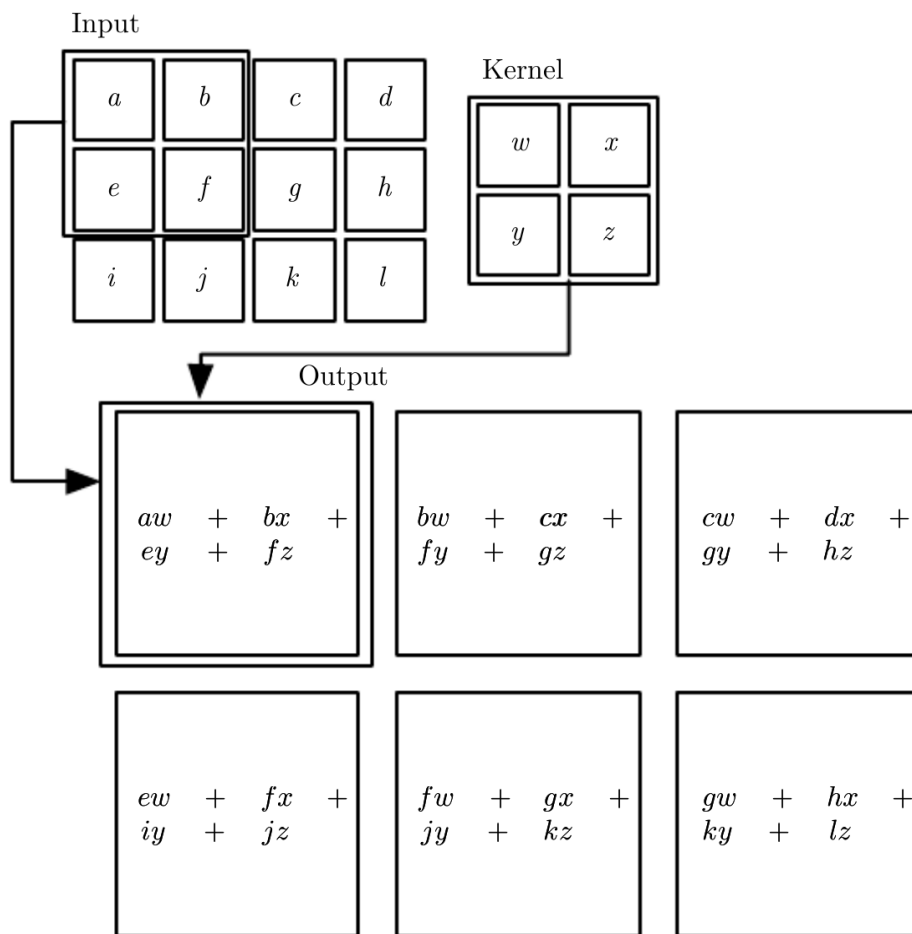 Input
a b c d
Kernel
w x
e f g h
y z
i j k l
Output
aw + bx +
ey + fz
bw + cx +
fy + gz
cw + dx +
gy + hz
ew + fx +
iy + jz
fw + gx +
jy + kz
gw + hx +
ky + lz